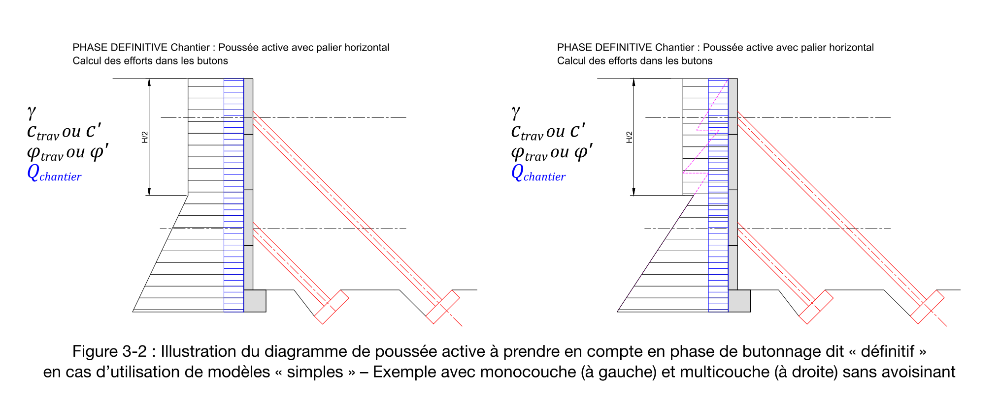 PHASE DEFINITIVE Chantier : Poussée active avec palier horizontal
Calcul des efforts dans les butons
γ
c_trav ou c'
φ_trav ou φ'
Q_chantier
H/2
PHASE DEFINITIVE Chantier : Poussée active avec palier horizontal
Calcul des efforts dans les butons
γ
c_trav ou c'
φ_trav ou φ'
Q_chantier
H/2
Figure 3-2 : Illustration du diagramme de poussée active à prendre en compte en phase de butonnage dit « définitif »
en cas d’utilisation de modèles « simples » – Exemple avec monocouche (à gauche) et multicouche (à droite) sans avoisinant